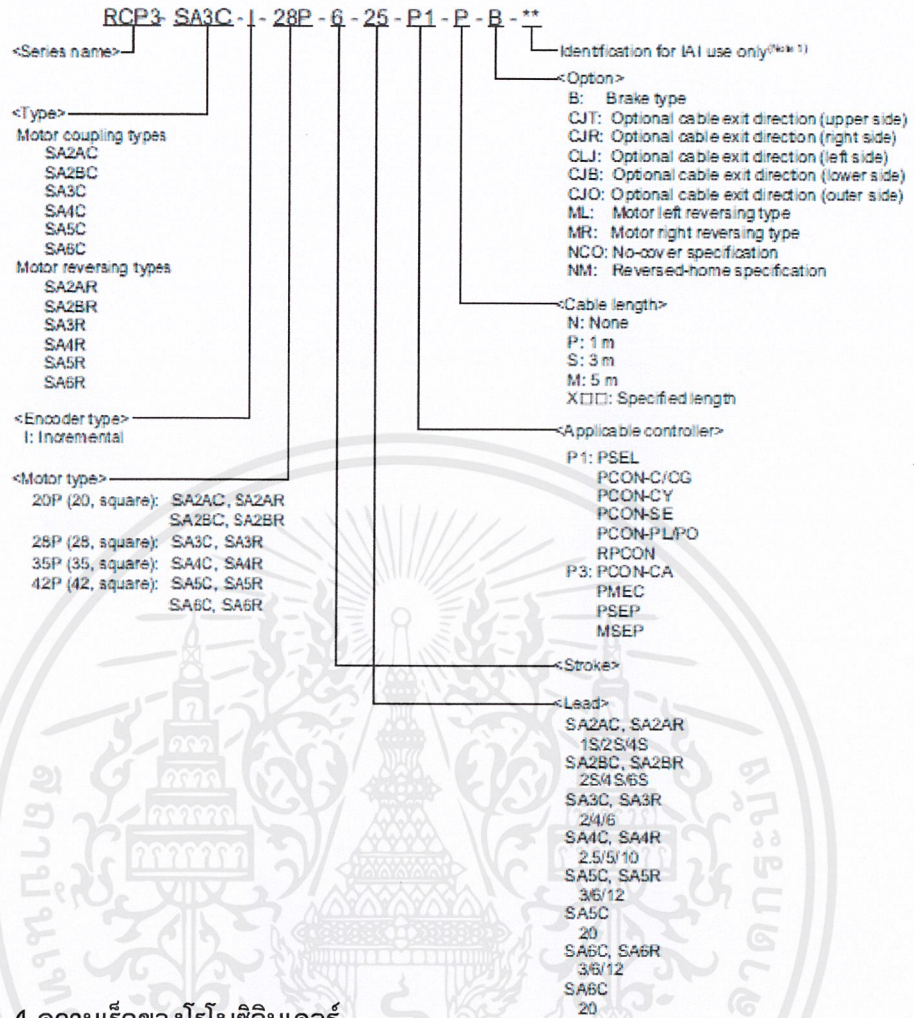 RCP3- SA3C - I - 28P - 6 - 25 - P1 - P - B - **
<Series name>
<Type>
Motor coupling types
SA2AC
SA2BC
SA3C
SA4C
SA5C
SA6C
Motor reversing types
SA2AR
SA2BR
SA3R
SA4R
SA5R
SA6R
<Encoder type>
I: Incremental
<Motor type>
20P (20, square): SA2AC, SA2AR
SA2BC, SA2BR
28P (28, square): SA3C, SA3R
35P (35, square): SA4C, SA4R
42P (42, square): SA5C, SA5R
SA6C, SA6R
Identification for IAI use only(Note 1)
<Option>
B: Brake type
CJT: Optional cable exit direction (upper side)
CJR: Optional cable exit direction (right side)
CLJ: Optional cable exit direction (left side)
CJB: Optional cable exit direction (lower side)
CJO: Optional cable exit direction (outer side)
ML: Motor left reversing type
MR: Motor right reversing type
NCO: No-cover specification
NM: Reversed-home specification
<Cable length>
N: None
P: 1 m
S: 3 m
M: 5 m
X□□: Specified length
<Applicable controller>
P1: PSEL
PCON-C/CG
PCON-CY
PCON-SE
PCON-PL/PO
RPCON
P3: PCON-CA
PMEC
PSEP
MSEP
<Stroke>
<Lead>
SA2AC, SA2AR
1S/2S/4S
SA2BC, SA2BR
2S/4S/6S
SA3C, SA3R
2/4/6
SA4C, SA4R
2.5/5/10
SA5C, SA5R
3/6/12
SA5C
20
SA6C, SA6R
3/6/12
SA6C
20